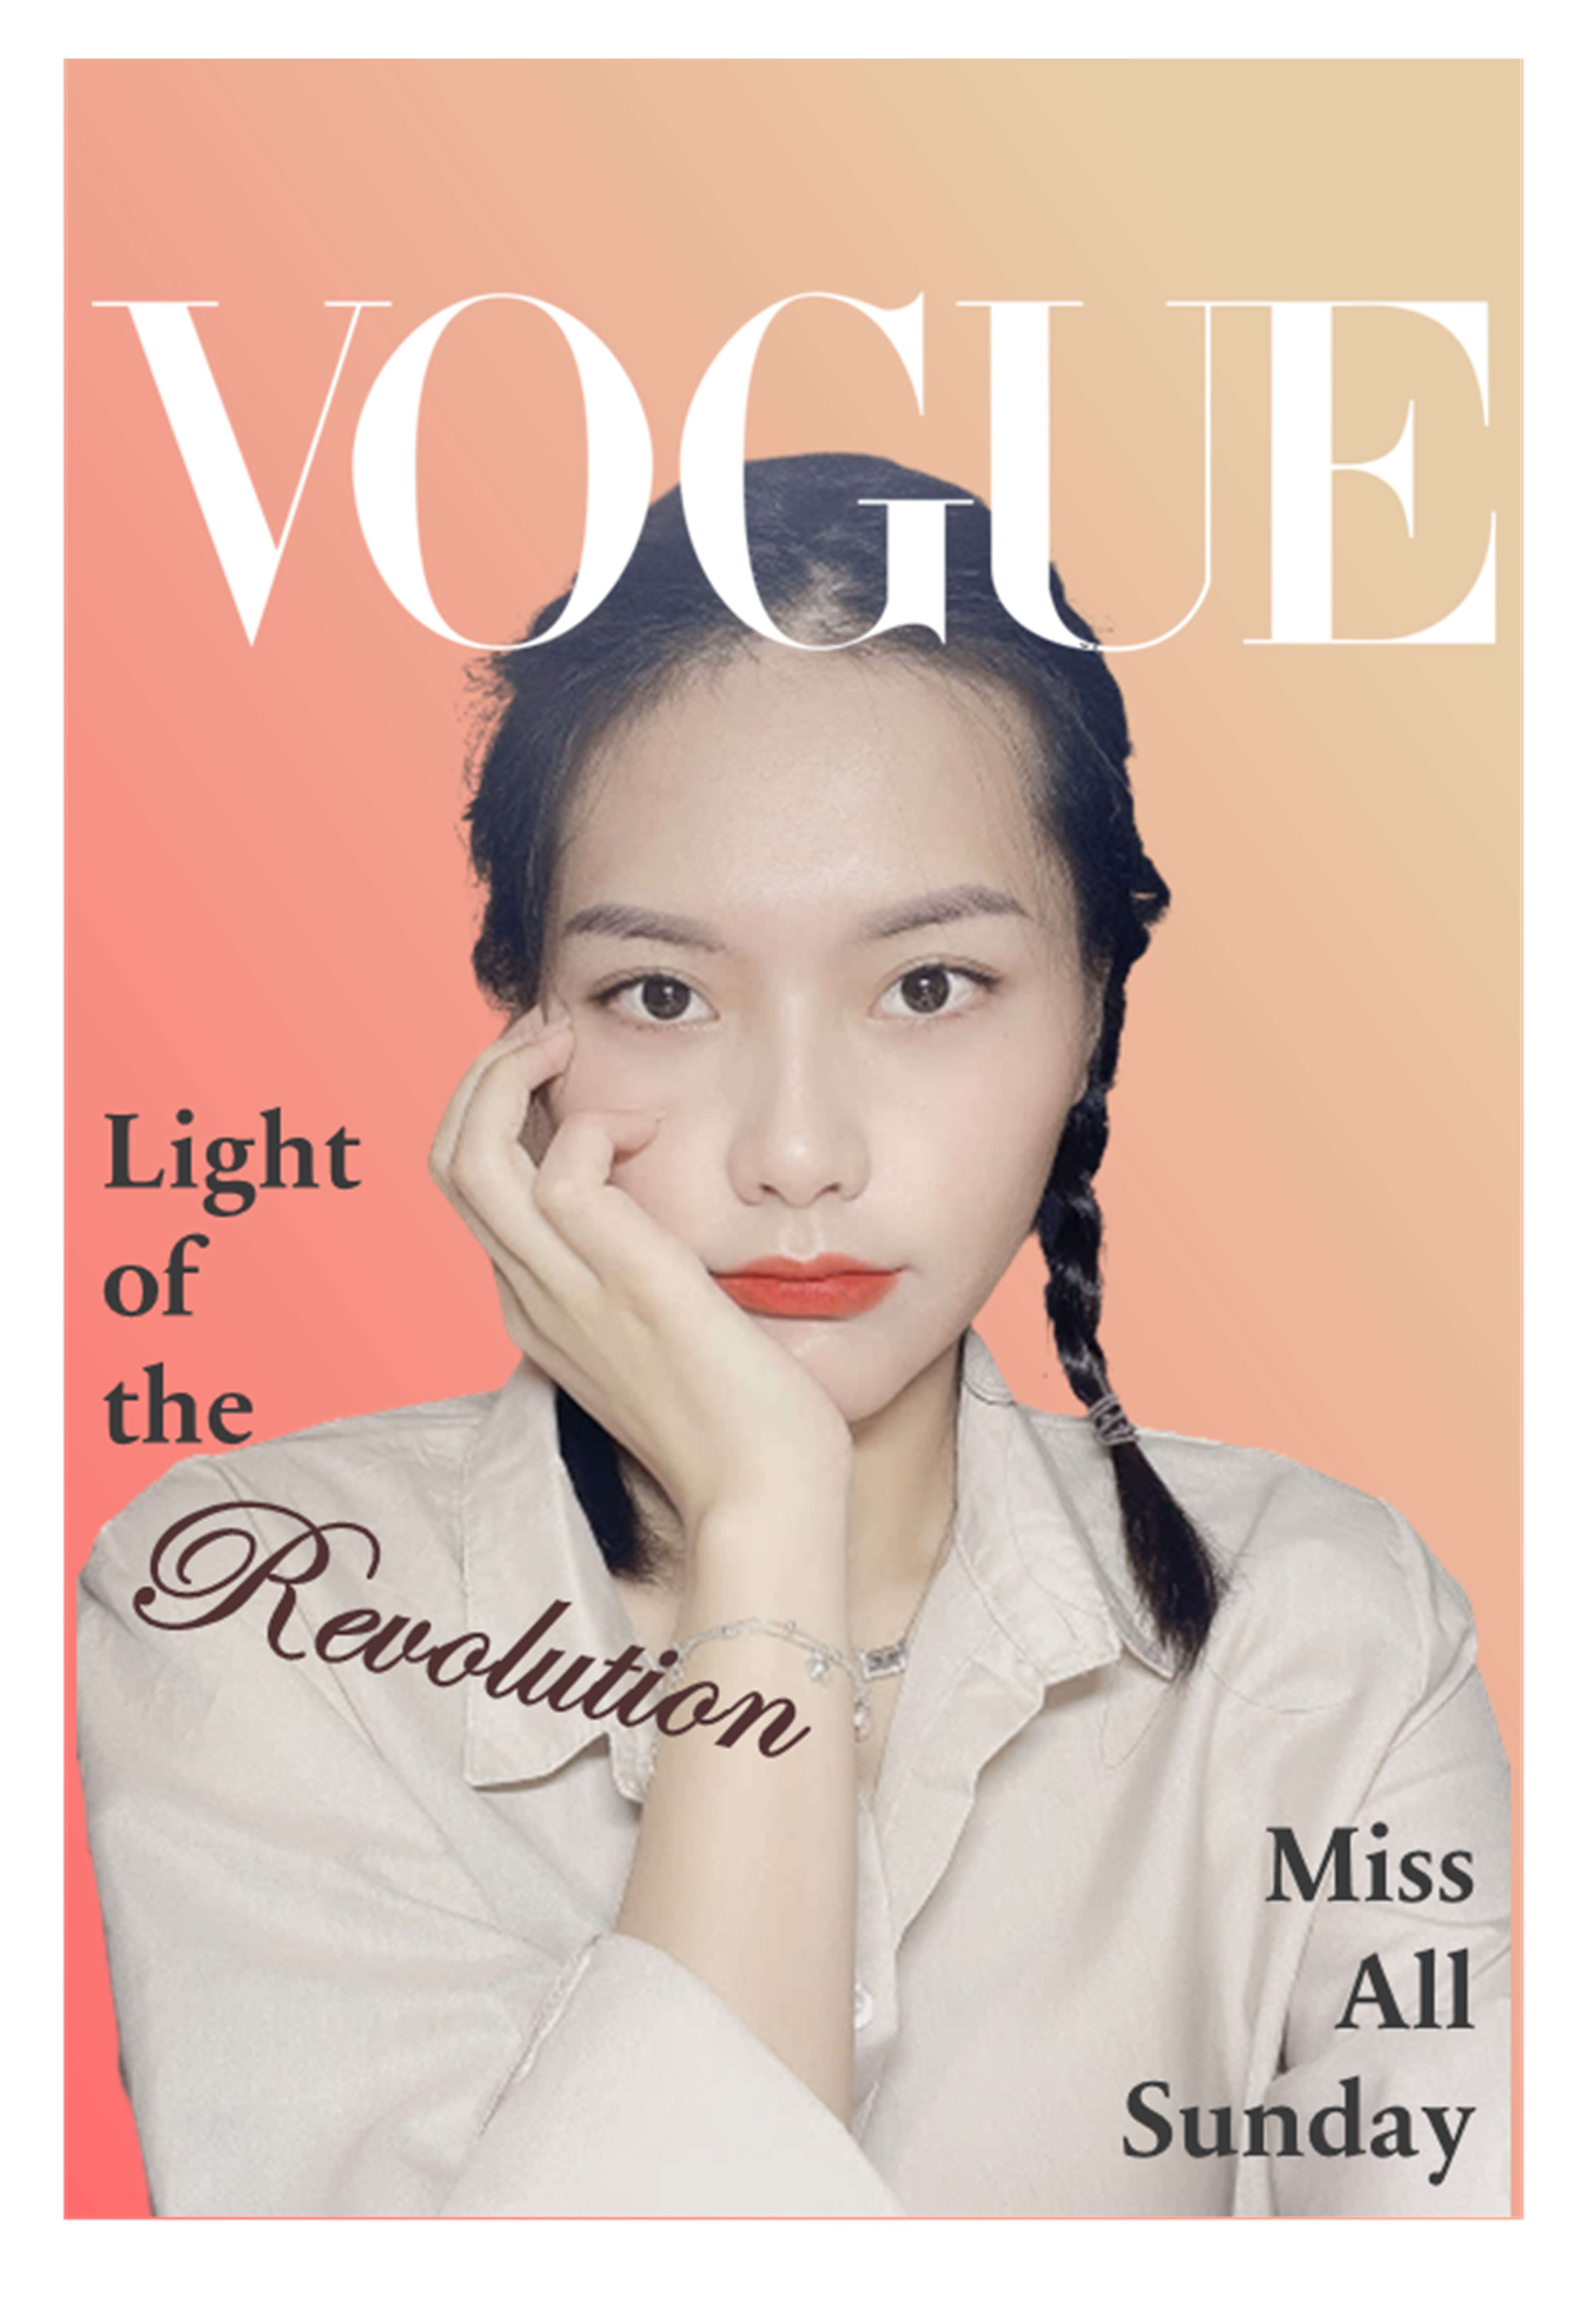 VOGUE
Light
of
the
Revolution
Miss
All
Sunday